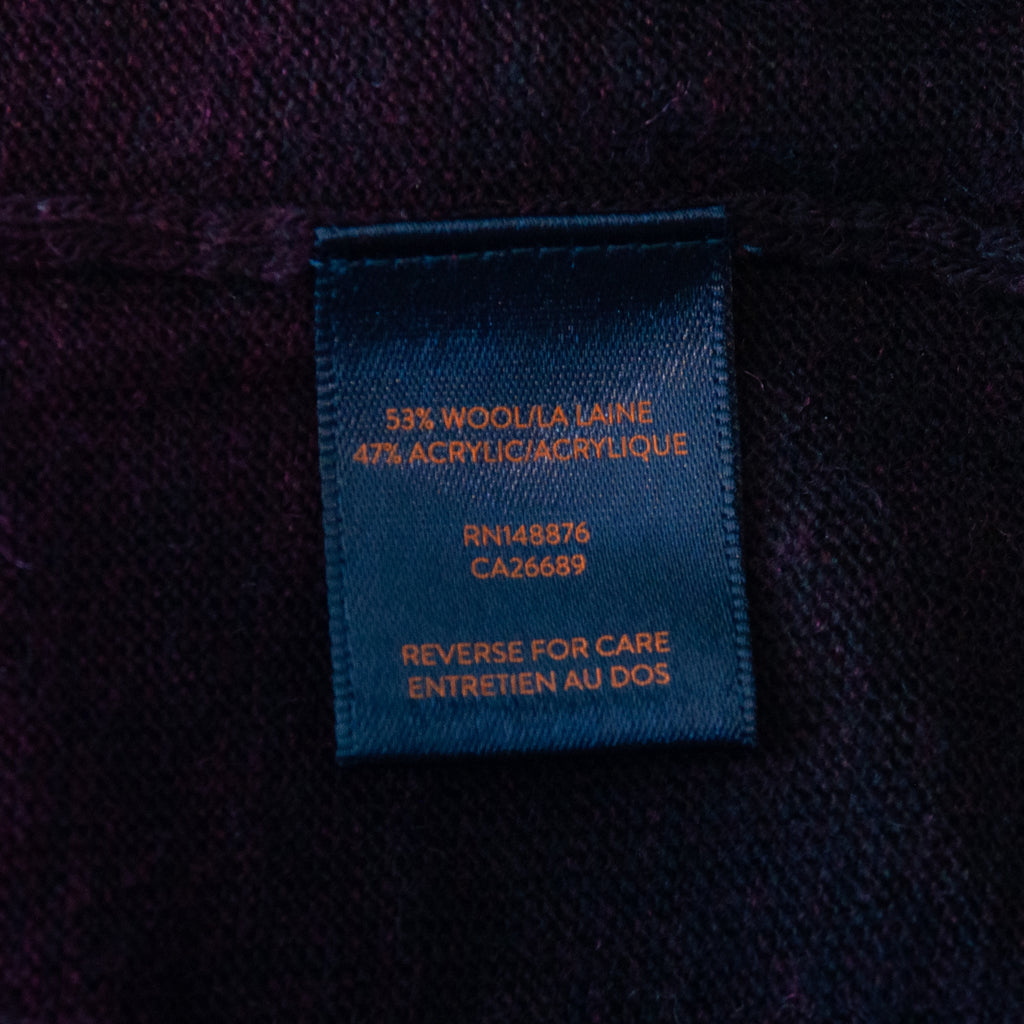 53% WOOL/LA LAINE
47% ACRYLIC/ACRYLIQUE
RN148876
CA26689
REVERSE FOR CARE
ENTRETIEN AU DOS